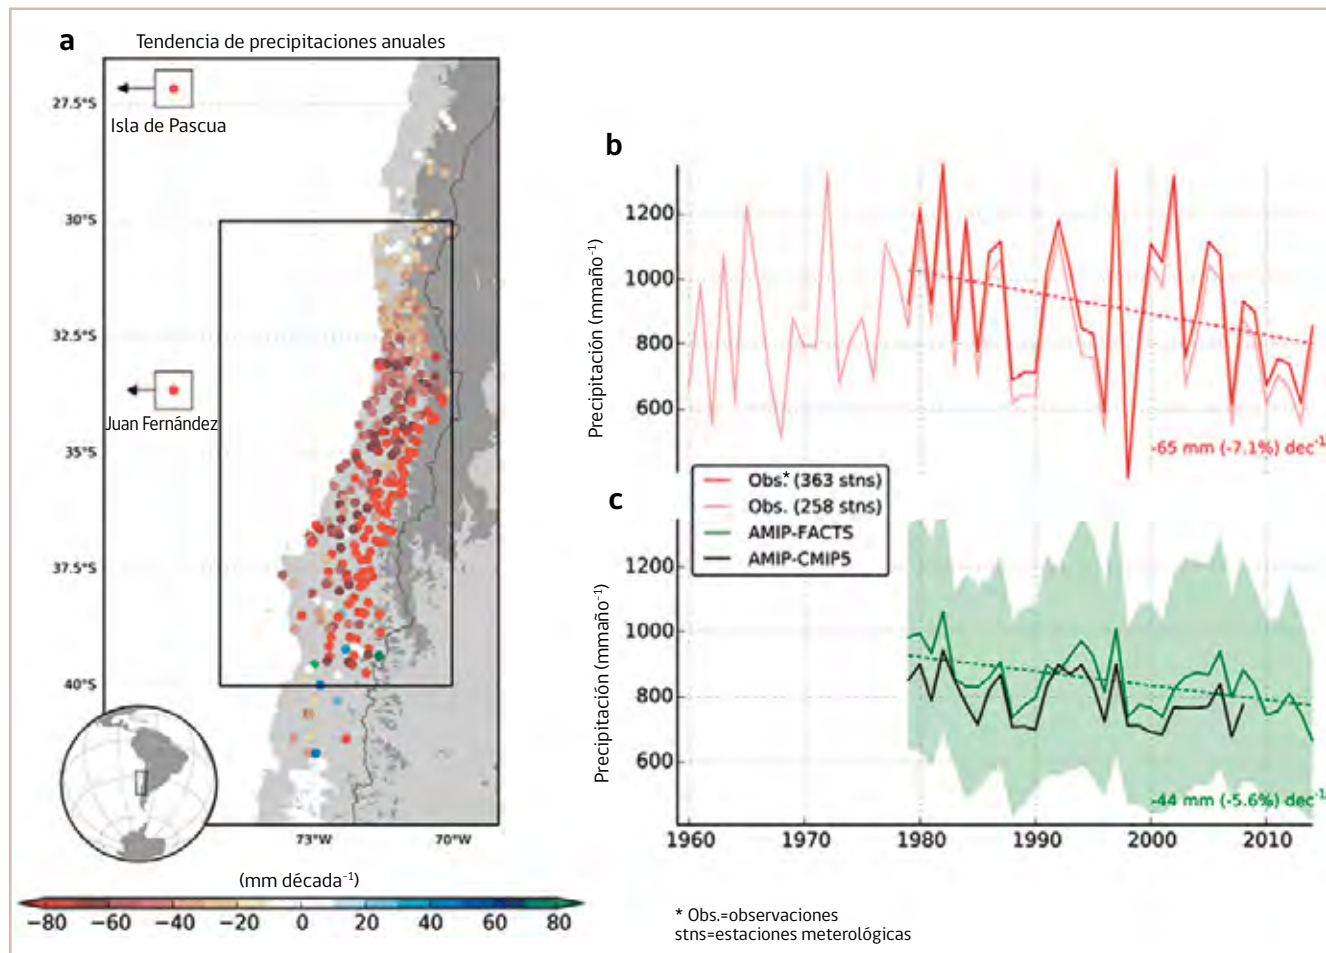 a
Tendencia de precipitaciones anuales
27.5°S
Isla de Pascua
30°S
32.5°S
Juan Fernández
35°S
37.5°S
40°S
73°W
70°W
(mm década⁻¹)
−80 −60 −40 −20 0 20 40 60 80
b
Precipitación (mmaño⁻¹)
1200
1000
800
600
-65 mm (-7.1%) dec⁻¹
Obs.* (363 stns)
Obs. (258 stns)
AMIP-FACTS
AMIP-CMIP5
c
Precipitación (mmaño⁻¹)
1200
1000
800
600
-44 mm (-5.6%) dec⁻¹
1960 1970 1980 1990 2000 2010
* Obs.=observaciones
stns=estaciones meterológicas